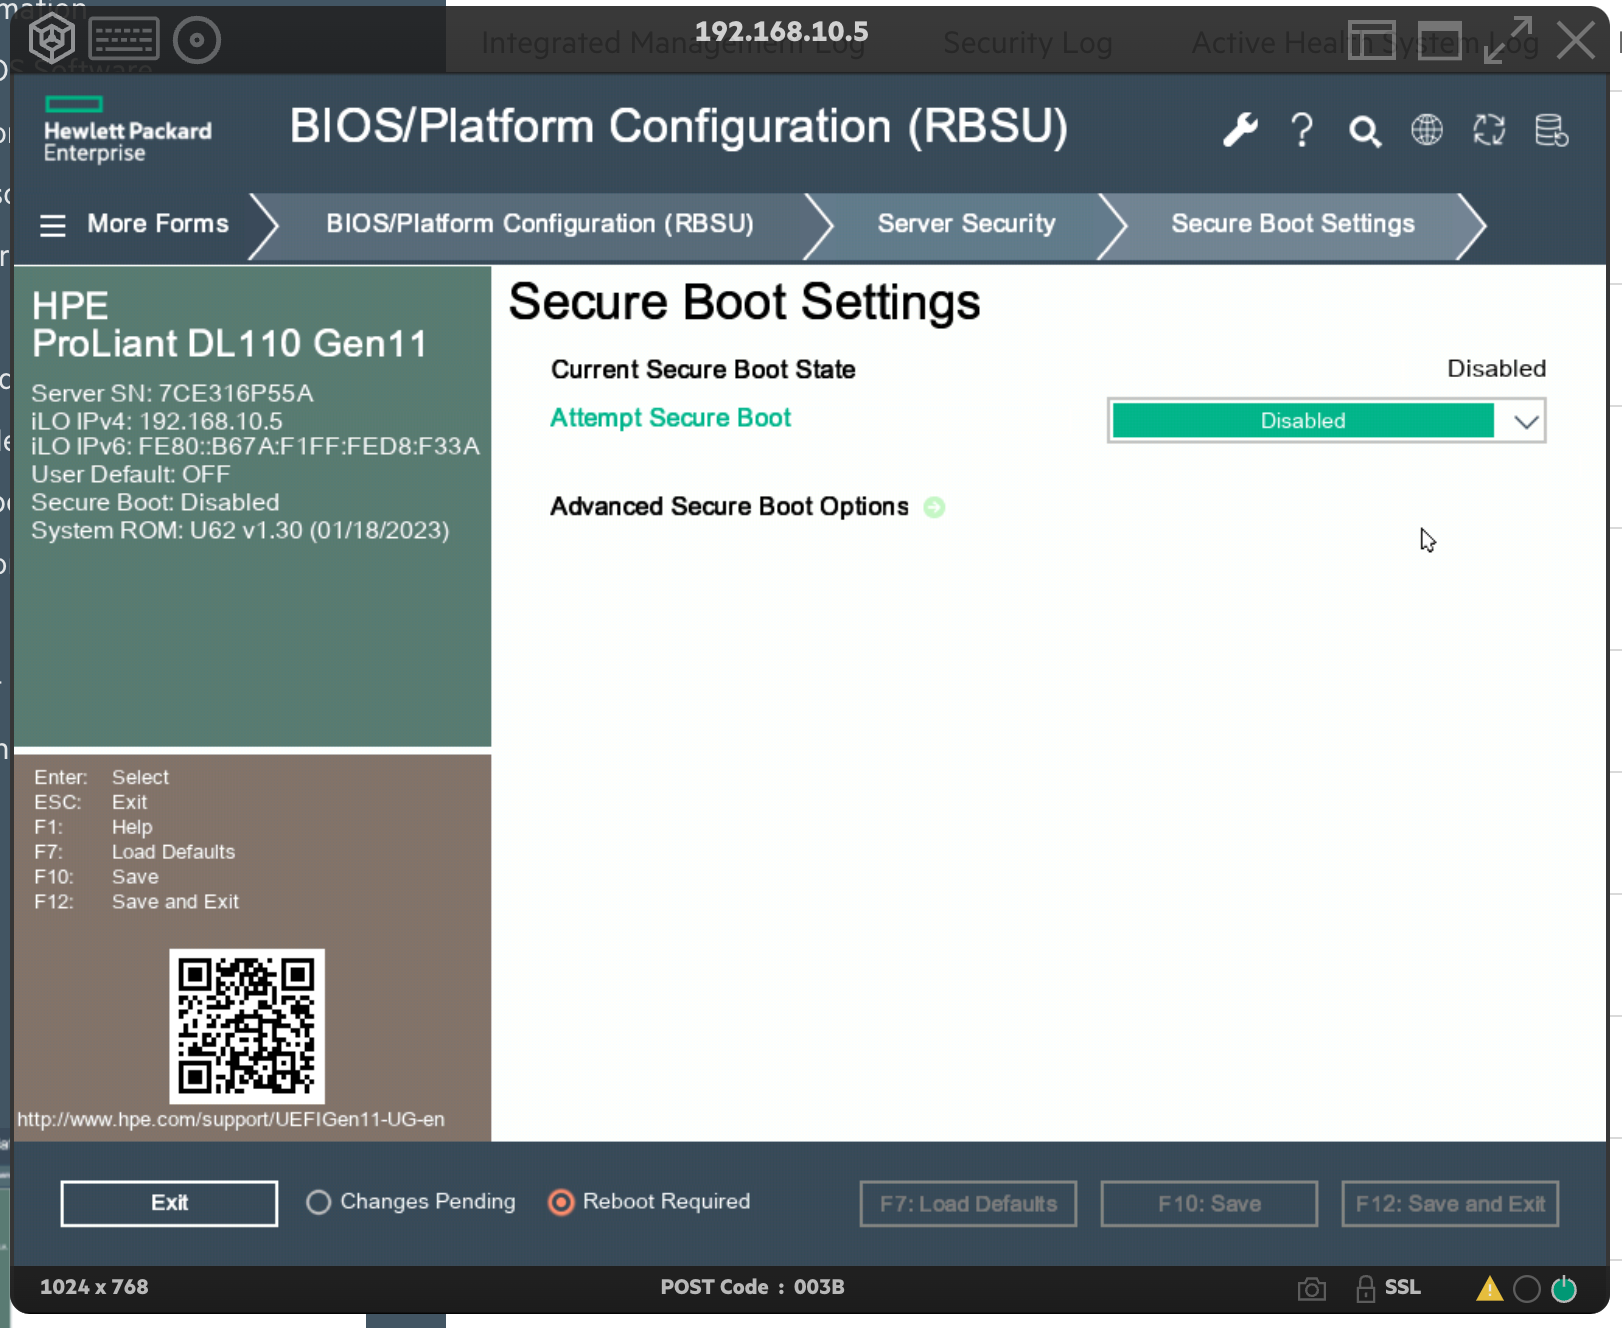 192.168.10.5
Integrated Management Log
Security Log
Active Health System Log
Hewlett Packard
Enterprise
BIOS/Platform Configuration (RBSU)
More Forms
BIOS/Platform Configuration (RBSU)
Server Security
Secure Boot Settings
HPE
ProLiant DL110 Gen11
Server SN: 7CE316P55A
iLO IPv4: 192.168.10.5
iLO IPv6: FE80::B67A:F1FF:FED8:F33A
User Default: OFF
Secure Boot: Disabled
System ROM: U62 v1.30 (01/18/2023)
Secure Boot Settings
Current Secure Boot State
Disabled
Attempt Secure Boot
Disabled
Advanced Secure Boot Options
Enter: Select
ESC: Exit
F1: Help
F7: Load Defaults
F10: Save
F12: Save and Exit
http://www.hpe.com/support/UEFIGen11-UG-en
Exit
Changes Pending
Reboot Required
F7: Load Defaults
F10: Save
F12: Save and Exit
1024 x 768
POST Code : 003B
SSL